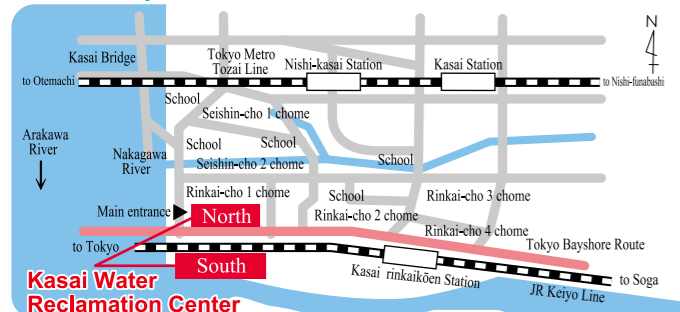 N
Kasai Bridge
Tokyo Metro
Tozai Line
Nishi-kasai Station
Kasai Station
to Otemachi
to Nishi-funabashi
School
Seishin-cho 1 chome
Arakawa
River
School
School
Nakagawa
River
Seishin-cho 2 chome
School
Rinkai-cho 1 chome
School
Rinkai-cho 3 chome
Main entrance
North
Rinkai-cho 2 chome
Rinkai-cho 4 chome
to Tokyo
Tokyo Bayshore Route
South
Kasai rinkaikōen Station
to Soga
JR Keiyo Line
Kasai Water
Reclamation Center